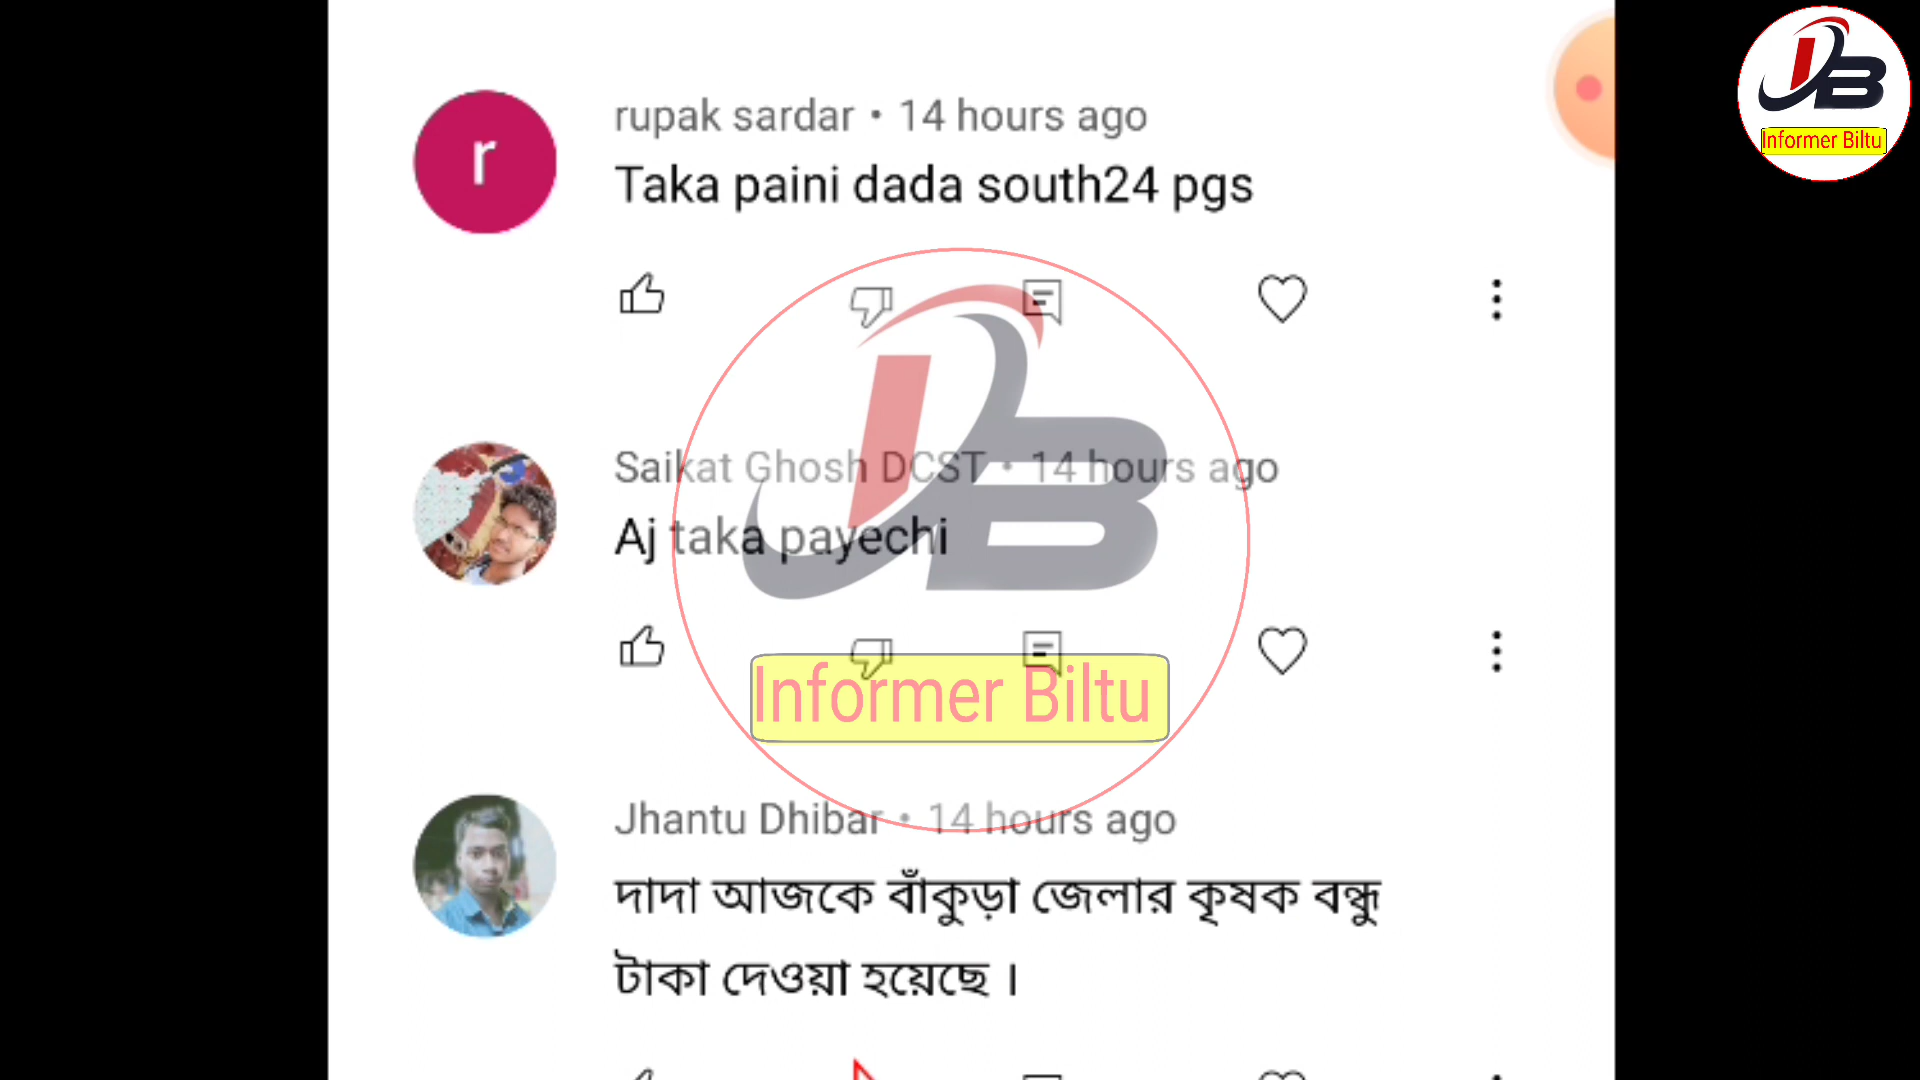 Informer Biltu
r
rupak sardar • 14 hours ago
Taka paini dada south24 pgs
Saikat Ghosh DCST • 14 hours ago
Aj taka payechi
Informer Biltu
Jhantu Dhibar • 14 hours ago
দাদা আজকে বাঁকুড়া জেলার কৃষক বন্ধু
টাকা দেওয়া হয়েছে ।